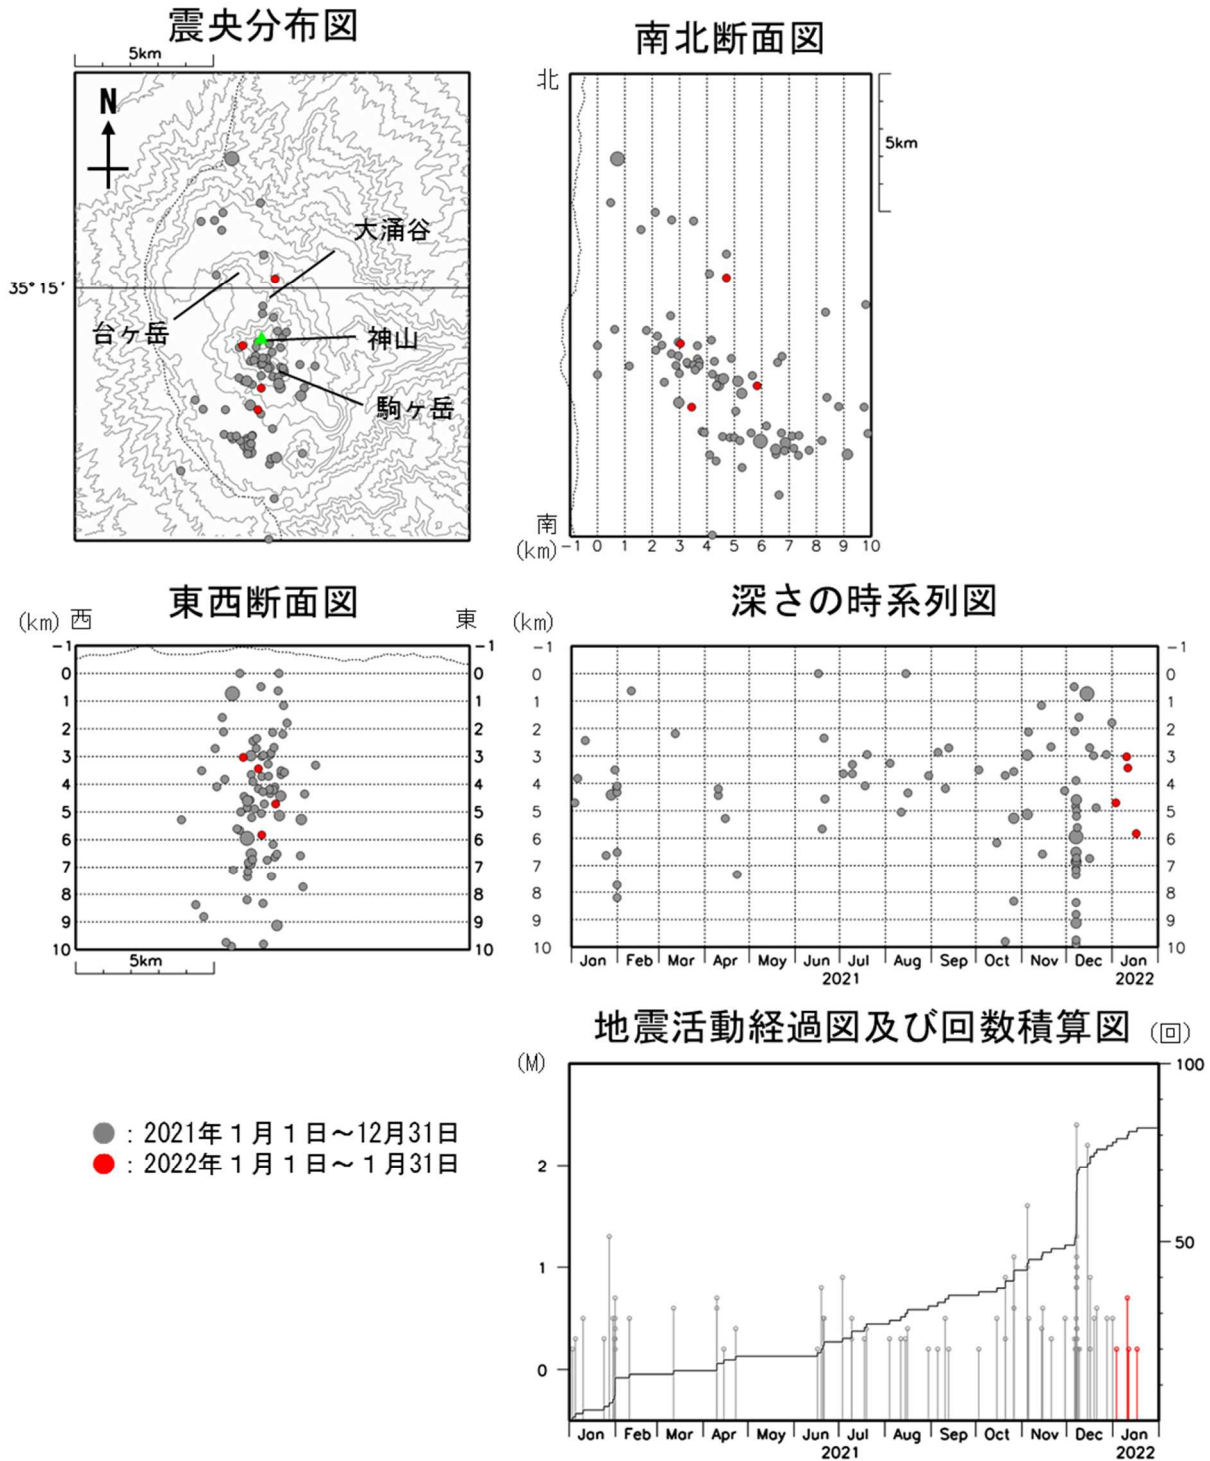 震央分布図
5km
N
大涌谷
35°15′
台ヶ岳
神山
駒ヶ岳
南北断面図
北
5km
南
(km) -1 0 1 2 3 4 5 6 7 8 9 10
東西断面図
(km) 西 東
-1 -1
0 0
1 1
2 2
3 3
4 4
5 5
6 6
7 7
8 8
9 9
10 10
5km
深さの時系列図
(km)
-1 -1
0 0
1 1
2 2
3 3
4 4
5 5
6 6
7 7
8 8
9 9
10 10
Jan Feb Mar Apr May Jun Jul Aug Sep Oct Nov Dec Jan
2021 2022
地震活動経過図及び回数積算図 (回)
(M)
100
2
50
1
0
Jan Feb Mar Apr May Jun Jul Aug Sep Oct Nov Dec Jan
2021 2022
：2021年１月１日～12月31日
：2022年１月１日～１月31日